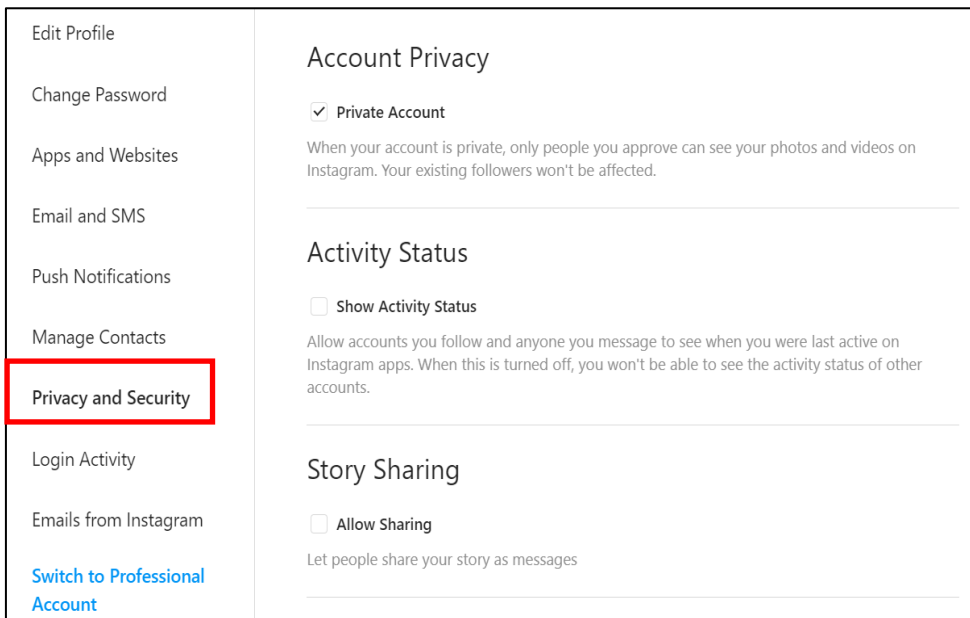 Edit Profile
Change Password
Apps and Websites
Email and SMS
Push Notifications
Manage Contacts
Privacy and Security
Login Activity
Emails from Instagram
Switch to Professional
Account
Account Privacy
Private Account
When your account is private, only people you approve can see your photos and videos on
Instagram. Your existing followers won't be affected.
Activity Status
Show Activity Status
Allow accounts you follow and anyone you message to see when you were last active on
Instagram apps. When this is turned off, you won't be able to see the activity status of other
accounts.
Story Sharing
Allow Sharing
Let people share your story as messages